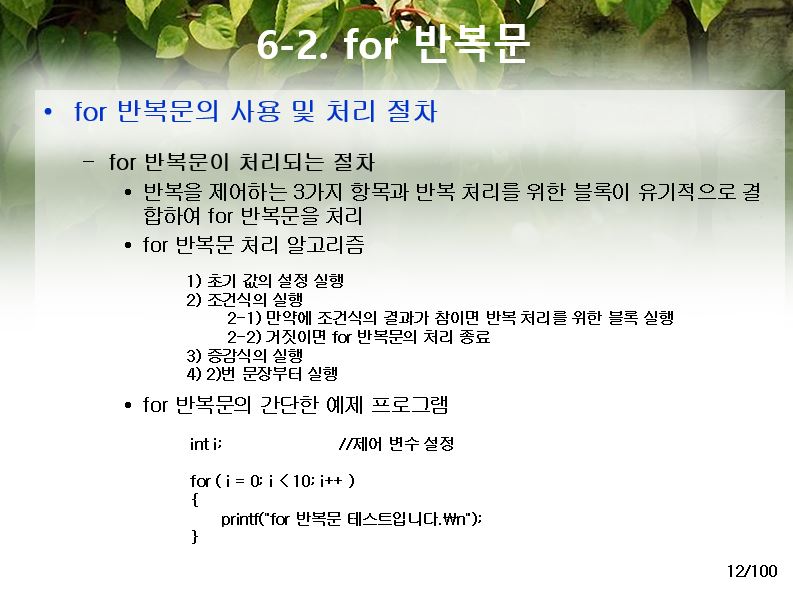 6-2. for 반복문
• for 반복문의 사용 및 처리 절차
– for 반복문이 처리되는 절차
• 반복을 제어하는 3가지 항목과 반복 처리를 위한 블록이 유기적으로 결
합하여 for 반복문을 처리
• for 반복문 처리 알고리즘
1) 초기 값의 설정 실행
2) 조건식의 실행
2-1) 만약에 조건식의 결과가 참이면 반복 처리를 위한 블록 실행
2-2) 거짓이면 for 반복문의 처리 종료
3) 증감식의 실행
4) 2)번 문장부터 실행
• for 반복문의 간단한 예제 프로그램
int i; //제어 변수 설정
for ( i = 0; i < 10; i++ )
{
printf("for 반복문 테스트입니다.₩n");
}
12/100